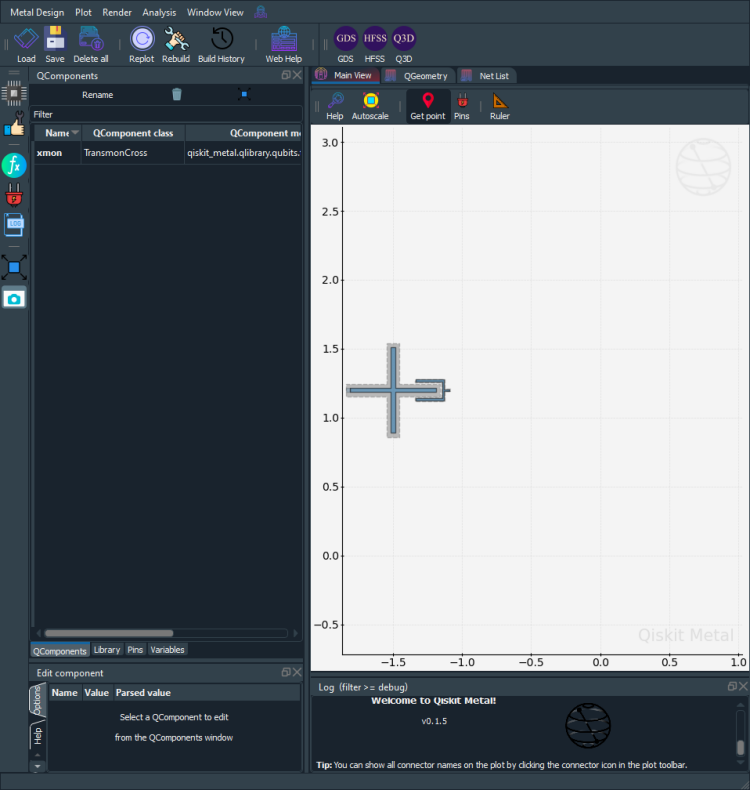 Metal Design Plot Render Analysis Window View
GDS HFSS Q3D
Load Save Delete all Replot Rebuild Build History Web Help GDS HFSS Q3D
QComponents
Main View QGeometry Net List
Rename
Help Autoscale Get point Pins Ruler
Filter
Name QComponent class QComponent m
xmon TransmonCross qiskit_metal.qlibrary.qubits.
3.0
2.5
2.0
1.5
1.0
0.5
0.0
−0.5
Qiskit Metal
−1.5 −1.0 −0.5 0.0 0.5 1.0
QComponents Library Pins Variables
Edit component
Options
Help
Name Value Parsed value
Select a QComponent to edit
from the QComponents window
Log (filter >= debug)
Welcome to Qiskit Metal!
v0.1.5
Tip: You can show all connector names on the plot by clicking the connector icon in the plot toolbar.